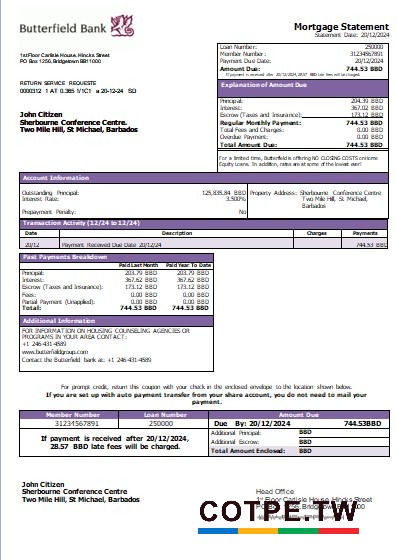 Butterfield Bank
Mortgage Statement
Statement Date: 20/12/2024
1st Floor Carlisle House, Hincks Street
PO Box 1256, Bridgetown BB11000
Loan Number: 250000
Member Number: 31234567891
Payment Due Date: 20/12/2024
Amount Due: 744.53 BBD
If payment is received after 20/12/2024, 28.57 BBD late fees will be charged.
RETURN SERVICE REQUESTE
0000312 1 AT 0.365 1/1C1 a 20-12-24 SQ
John Citizen
Sherbourne Conference Centre.
Two Mile Hill, St Michael, Barbados
Explanation of Amount Due
Principal: 204.39 BBD
Interest: 367.02 BBD
Escrow (Taxes and Insurance): 173.12 BBD
Regular Monthly Payment: 744.53 BBD
Total Fees and Charges: 0.00 BBD
Overdue Payment: 0.00 BBD
Total Amount Due: 744.53 BBD
For a limited time, Butterfield is offering NO CLOSING COSTS on Home
Equity Loans. In addition, rates are at some of the lowest ever!
Account Information
Outstanding Principal: 125,835.84 BBD
Interest Rate: 3.500%
Prepayment Penalty: No
Property Address: Sherbourne Conference Centre
Two Mile Hill, St Michael,
Barbados
Transaction Activity (12/24 to 12/24)
Date Description Charges Payments
20/12 Payment Received Due Date 20/12/24 744.53 BBD
Past Payments Breakdown
Paid Last Month Paid Year To Date
Principal: 203.79 BBD 203.79 BBD
Interest: 367.62 BBD 367.62 BBD
Escrow (Taxes and Insurance): 173.12 BBD 173.12 BBD
Fees: 0.00 BBD 0.00 BBD
Partial Payment (Unapplied): 0.00 BBD 0.00 BBD
Total: 744.53 BBD 744.53 BBD
Additional Information
FOR INFORMATION ON HOUSING COUNSELING AGENCIES OR
PROGRAMS IN YOUR AREA CONTACT:
+1 246-431-4589
www.butterfieldgroup.com
Contact the Butterfield bank at: +1 246-431-4589
For prompt credit, return this coupon with your check in the enclosed envelope to the location shown below.
If you are set up with auto payment transfer from your share account, you do not need to mail your
payment.
Member Number Loan Number Amount Due
31234567891 250000 Due By: 20/12/2024 744.53BBD
If payment is received after 20/12/2024,
28.57 BBD late fees will be charged.
Additional Principal: BBD
Additional Escrow: BBD
Total Amount Enclosed: BBD
John Citizen
Sherbourne Conference Centre
Two Mile Hill, St Michael, Barbados
Head Office
1st Floor Carlisle House, Hincks Street
COTPE.TW